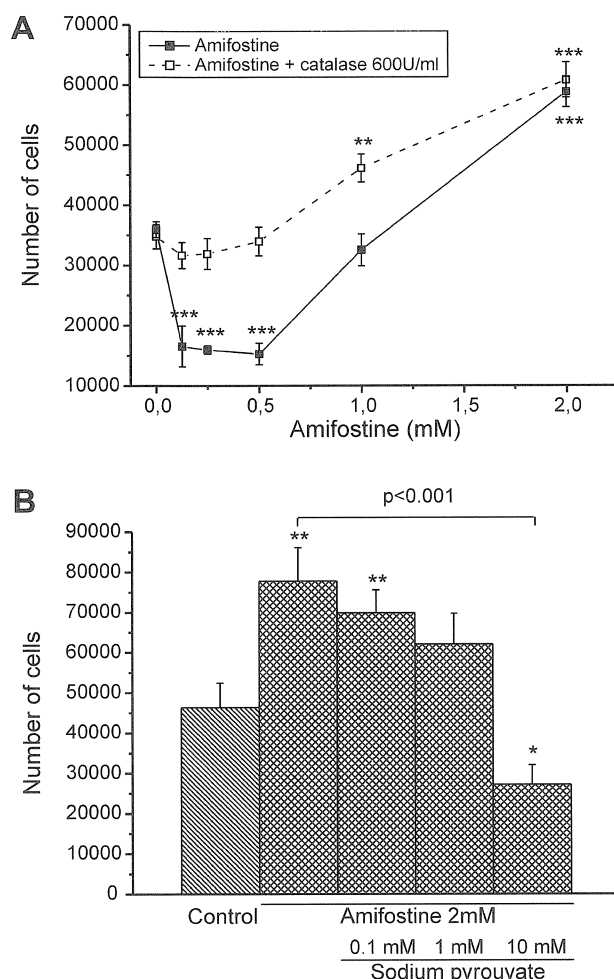 A
70000
60000
50000
40000
30000
20000
10000
Number of cells
Amifostine
Amifostine + catalase 600U/ml
***
***
**
***
***
***
0,0 0,5 1,0 1,5 2,0
Amifostine (mM)
B
p<0.001
90000
80000
70000
60000
50000
40000
30000
20000
10000
0
Number of cells
**
**
*
Control Amifostine 2mM
0.1 mM 1 mM 10 mM
Sodium pyrouvate